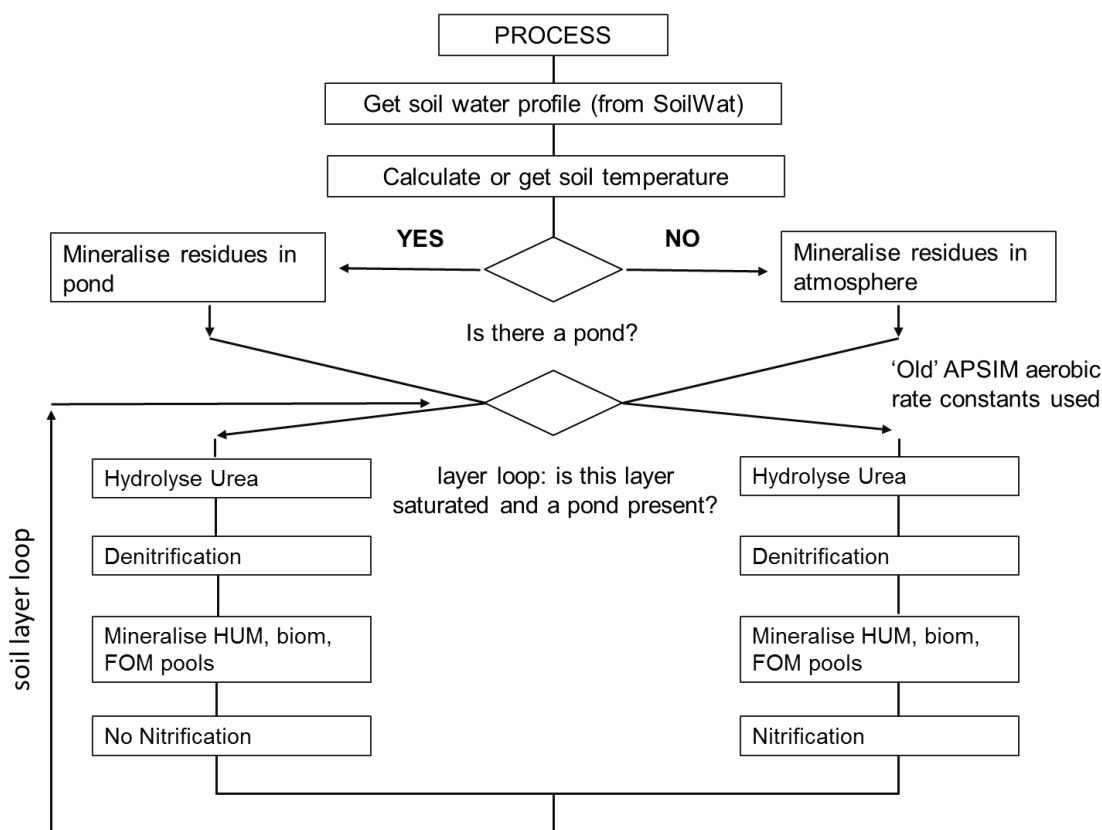 PROCESS
Get soil water profile (from SoilWat)
Calculate or get soil temperature
YES
NO
Mineralise residues in
pond
Mineralise residues in
atmosphere
Is there a pond?
‘Old’ APSIM aerobic
rate constants used
layer loop: is this layer
saturated and a pond present?
soil layer loop
Hydrolyse Urea
Denitrification
Mineralise HUM, biom,
FOM pools
No Nitrification
Hydrolyse Urea
Denitrification
Mineralise HUM, biom,
FOM pools
Nitrification